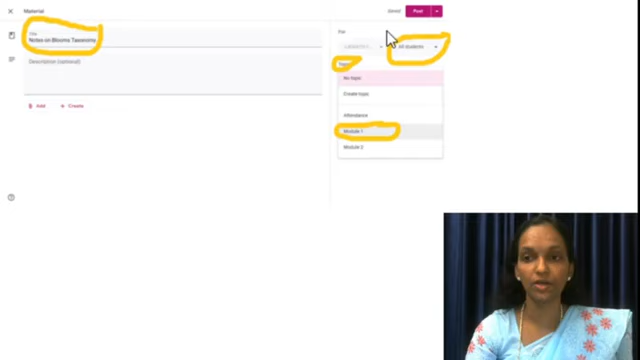 Material
Saved
Post
Title
Notes on Blooms Taxonomy
For
All students
Description (optional)
Topic
No topic
Create topic
Attendance
Module 1
Module 2
Add
Create